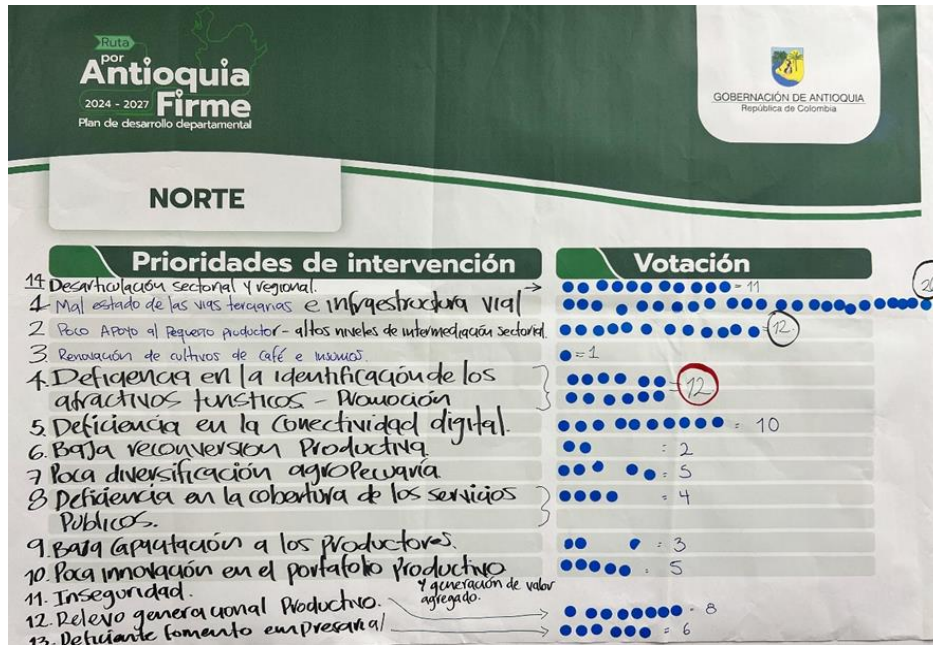 Ruta
por
Antioquia
2024 - 2027 Firme
Plan de desarrollo departamental
GOBERNACIÓN DE ANTIOQUIA
República de Colombia
NORTE
Prioridades de intervención Votación
14 Desarticulación sectorial y regional. = 11
1- Mal estado de las vias terciarias e infraestructura vial
2 Poco Apoyo al pequeño productor - altos niveles de intermediación sectorial = 12
3 Renovación de cultivos de café e insumos. = 1
4. Deficiencia en la identificación de los
atractivos turisticos - Promoción = 12
5. Deficiencia en la conectividad digital. = 10
6. Baja reconversion Productiva : 2
7 Poca diversificación agropecuaria : 5
8 Deficiencia en la cobertura de los servicios : 4
Publicos.
9. Baja Capacitación a los Productores. : 3
10. Poca innovación en el portafolio Productivo : 5
y generación de valor
agregado.
11. Inseguridad.
12. Relevo generacional Productivo. = 8
13. Deficiante fomento empresarial = 6